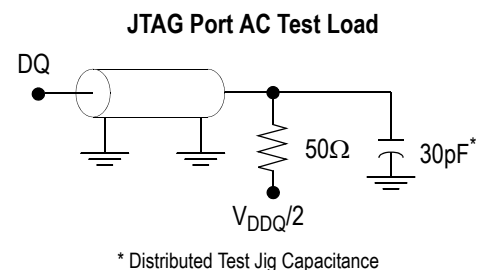 JTAG Port AC Test Load
DQ
50Ω
30pF*
VDDQ/2
* Distributed Test Jig Capacitance